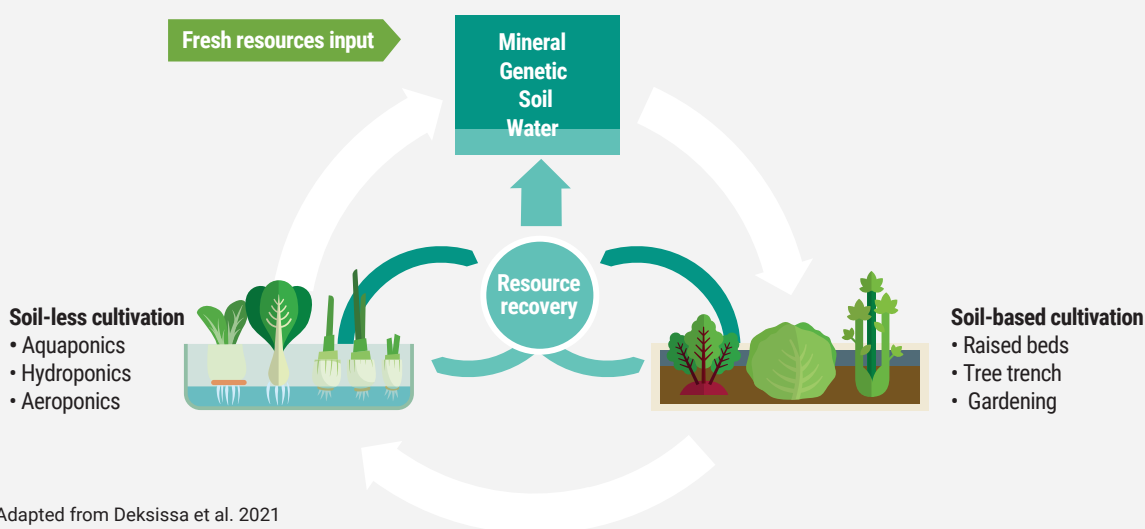 Fresh resources input
Mineral
Genetic
Soil
Water
Resource
recovery
Soil-less cultivation
• Aquaponics
• Hydroponics
• Aeroponics
Soil-based cultivation
• Raised beds
• Tree trench
• Gardening
Adapted from Deksissa et al. 2021